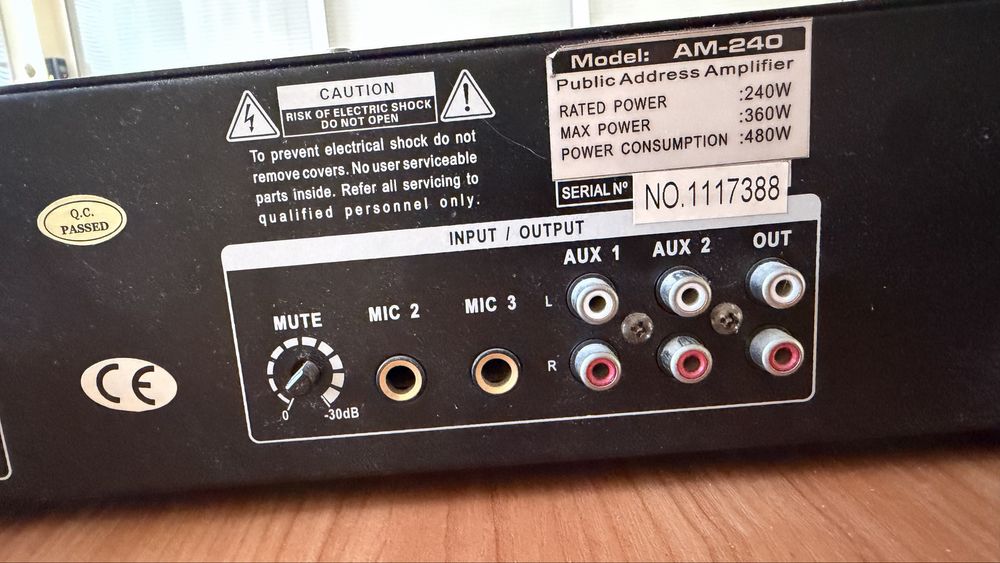 Model: AM-240
Public Address Amplifier
RATED POWER :240W
MAX POWER :360W
POWER CONSUMPTION :480W
SERIAL Nº NO.1117388
CAUTION
RISK OF ELECTRIC SHOCK
DO NOT OPEN
To prevent electrical shock do not
remove covers. No user serviceable
parts inside. Refer all servicing to
qualified personnel only.
Q.C.
PASSED
INPUT / OUTPUT
AUX 1 AUX 2 OUT
MUTE MIC 2 MIC 3
L
R
0 -30dB
CE